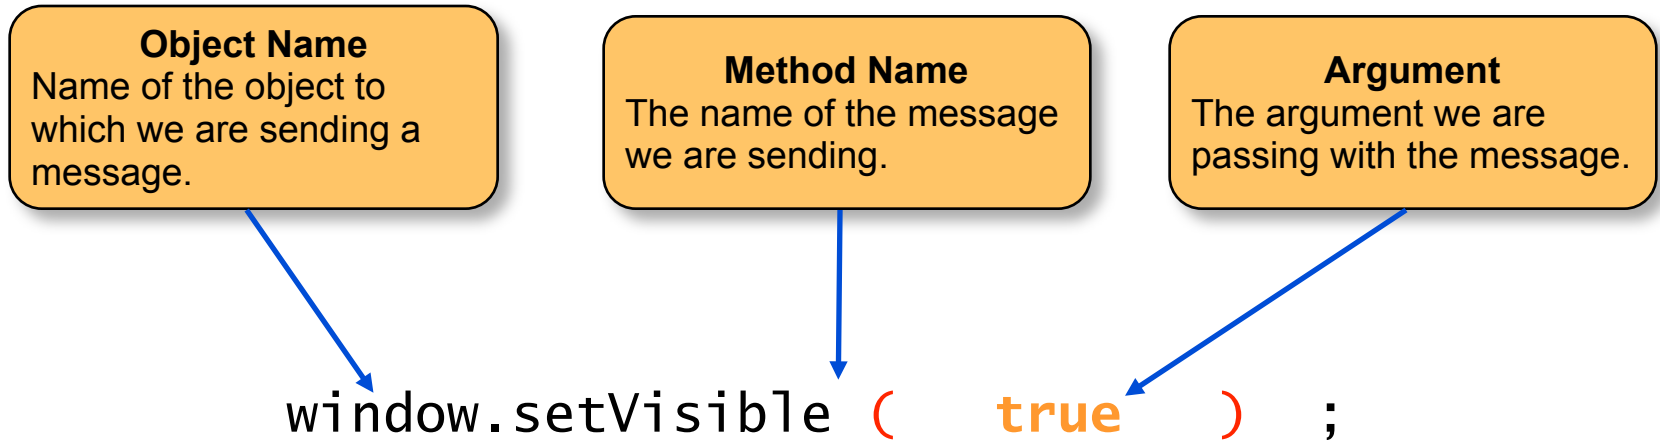 Object Name
Name of the object to
which we are sending a
message.
Method Name
The name of the message
we are sending.
Argument
The argument we are
passing with the message.
window.setVisible ( true ) ;